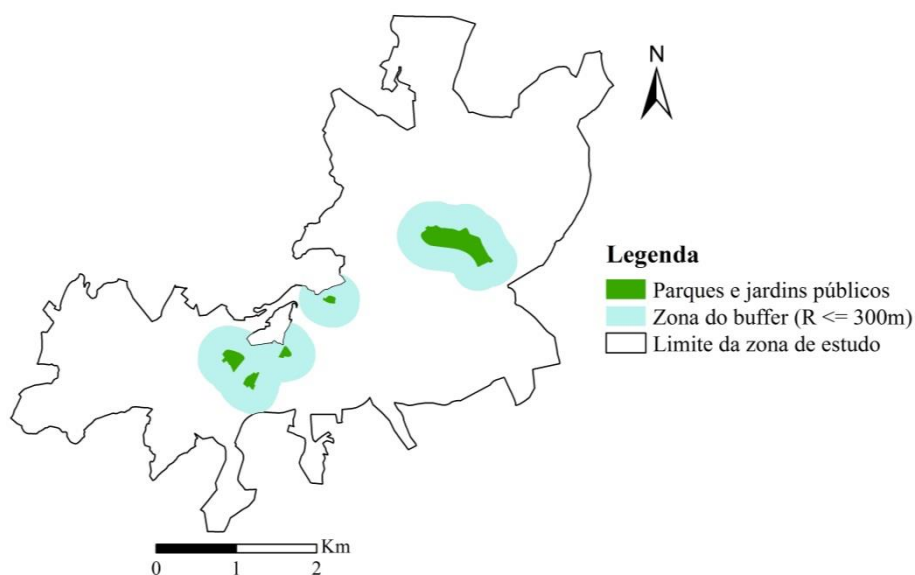 N
Legenda
Parques e jardins públicos
Zona do buffer (R <= 300m)
Limite da zona de estudo
Km
0 1 2